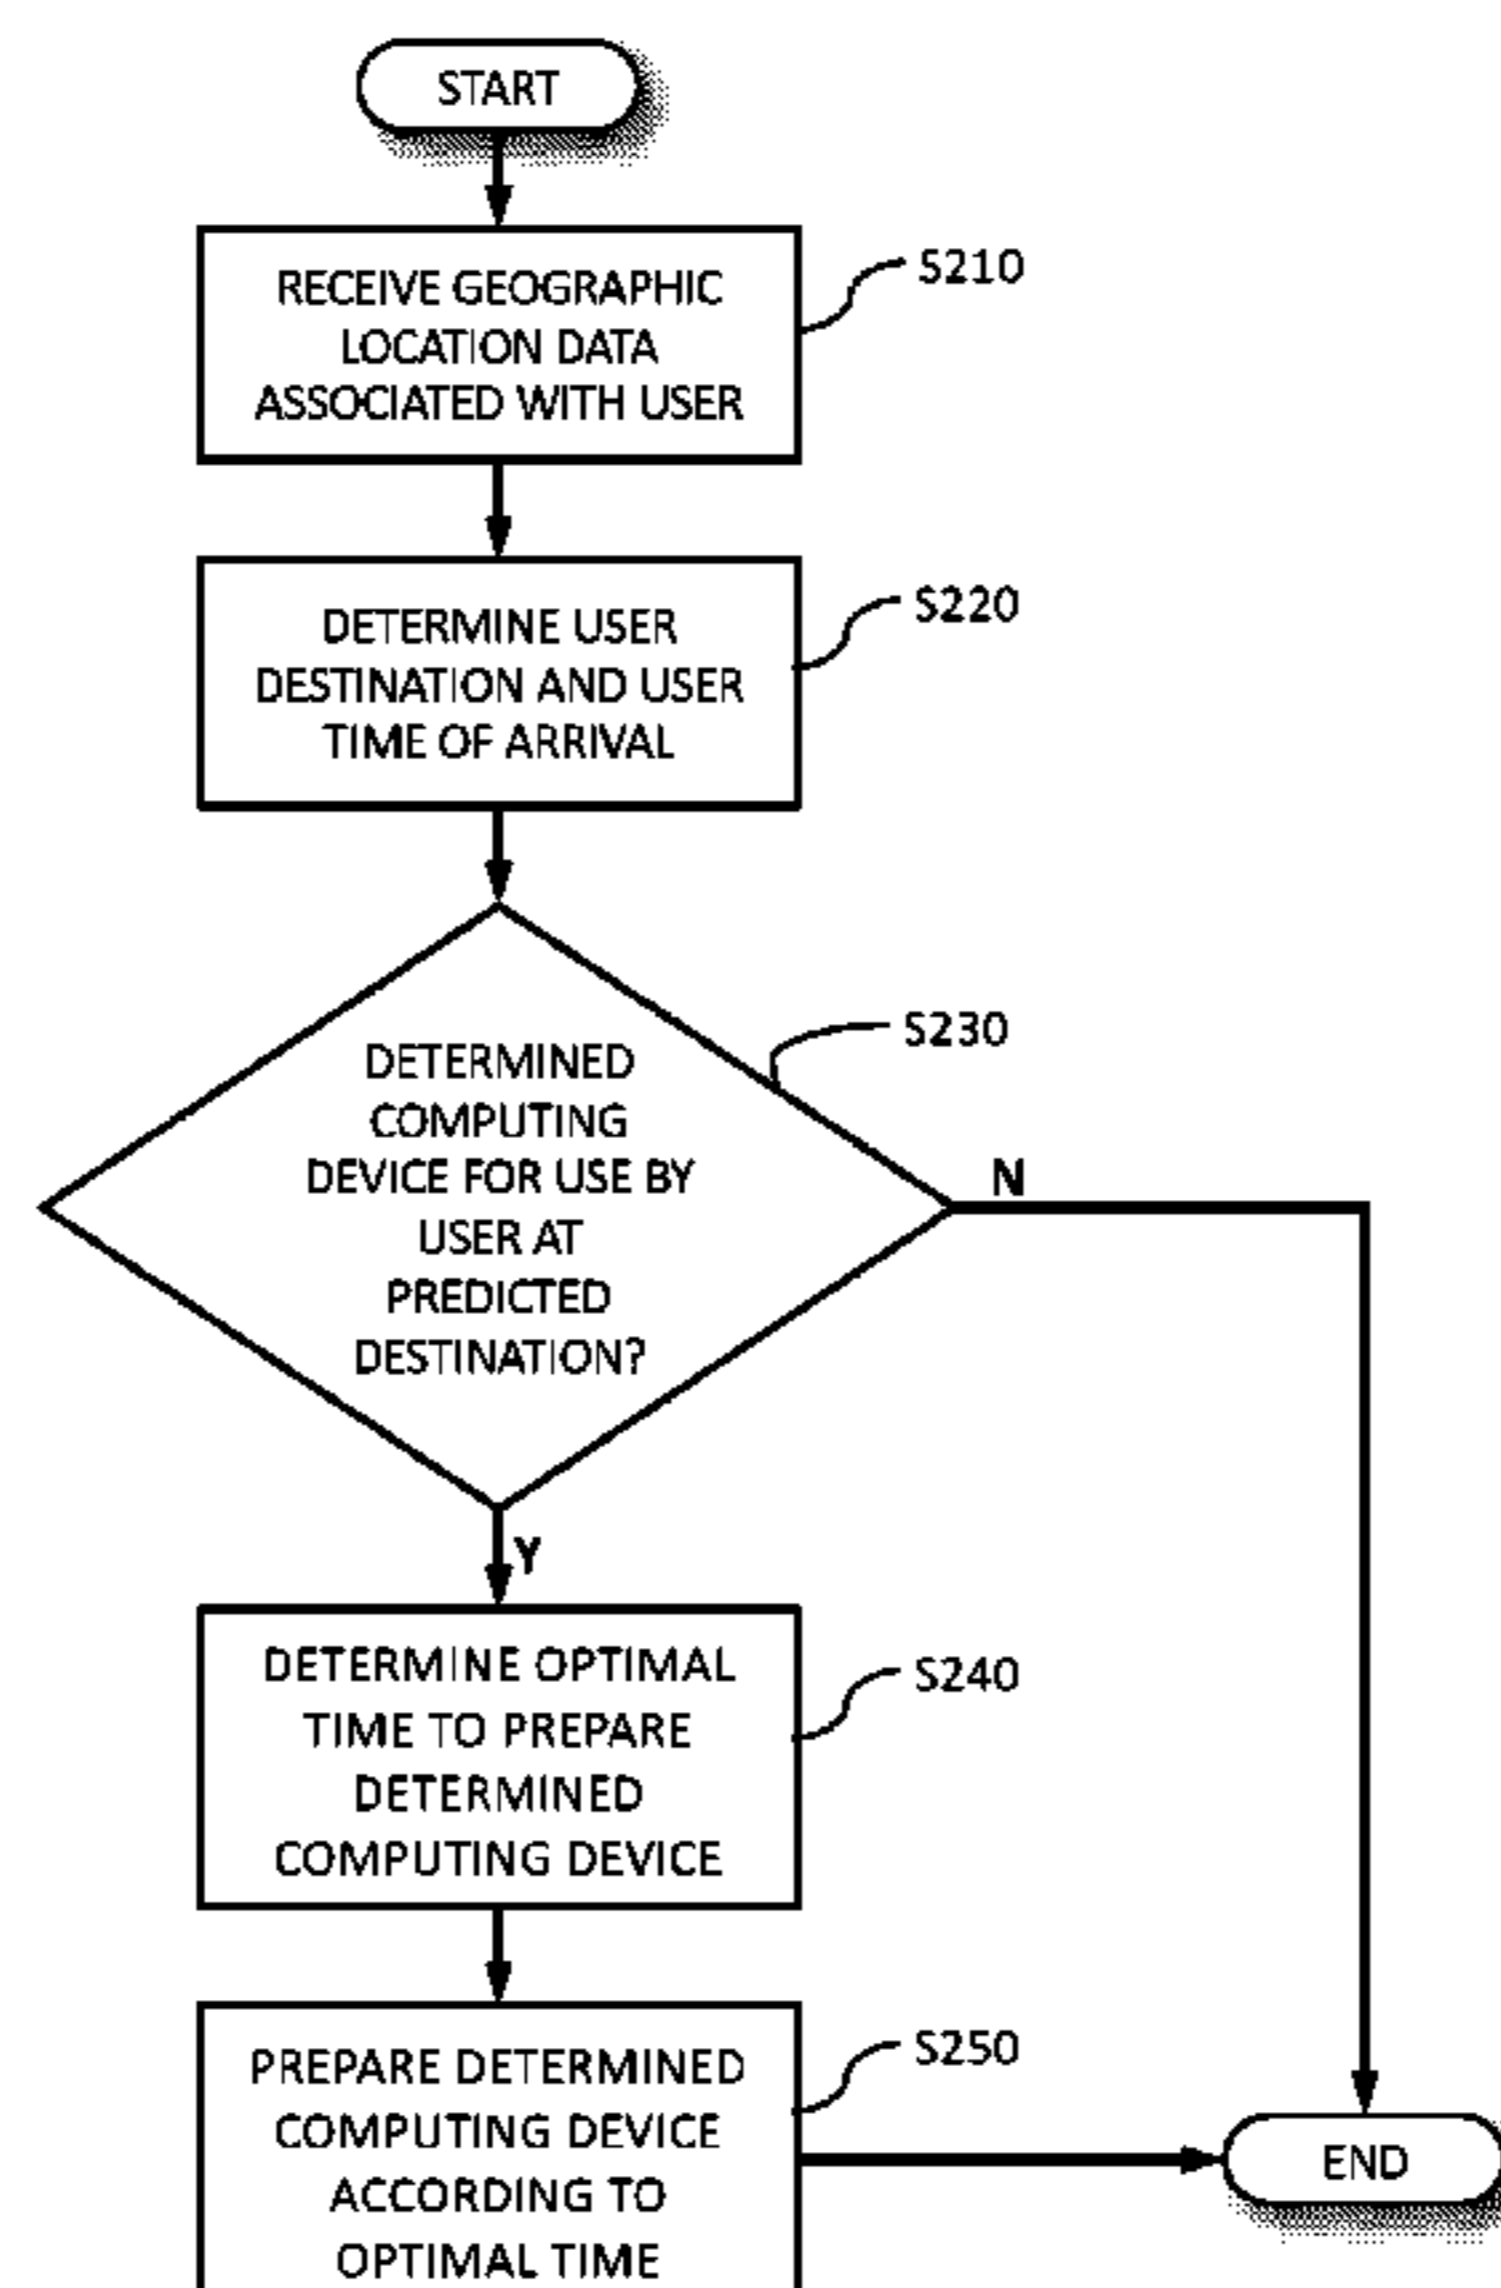 START
RECEIVE GEOGRAPHIC
LOCATION DATA
ASSOCIATED WITH USER
S210
DETERMINE USER
DESTINATION AND USER
TIME OF ARRIVAL
S220
DETERMINED
COMPUTING
DEVICE FOR USE BY
USER AT
PREDICTED
DESTINATION?
S230
N
Y
DETERMINE OPTIMAL
TIME TO PREPARE
DETERMINED
COMPUTING DEVICE
S240
PREPARE DETERMINED
COMPUTING DEVICE
ACCORDING TO
OPTIMAL TIME
S250
END